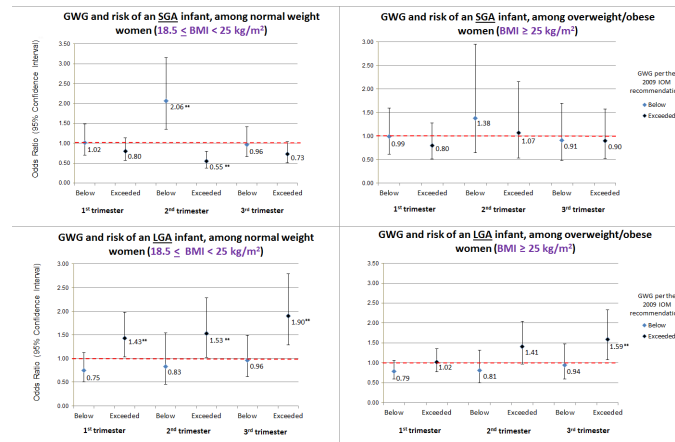 GWG and risk of an SGA infant, among normal weight
women (18.5 < BMI < 25 kg/m²)
Odds Ratio (95% Confidence Interval)
3.50
3.00
2.50
2.00
1.50
1.00
0.50
0.00
1.02
0.80
2.06 **
0.55 **
0.96
0.73
Below Exceeded Below Exceeded Below Exceeded
1st trimester 2nd trimester 3rd trimester
GWG and risk of an SGA infant, among overweight/obese
women (BMI ≥ 25 kg/m²)
3.00
2.50
2.00
1.50
1.00
0.50
0.00
0.99
0.80
1.38
1.07
0.91
0.90
Below Exceeded Below Exceeded Below Exceeded
1st trimester 2nd trimester 3rd trimester
GWG per the
2009 IOM
recommendati
Below
Exceeded
GWG and risk of an LGA infant, among normal weight
women (18.5 < BMI < 25 kg/m²)
Odds Ratio (95% Confidence Interval)
3.00
2.50
2.00
1.50
1.00
0.50
0.00
0.75
1.43**
0.83
1.53 **
0.96
1.90**
Below Exceeded Below Exceeded Below Exceeded
1st trimester 2nd trimester 3rd trimester
GWG and risk of an LGA infant, among overweight/obese
women (BMI ≥ 25 kg/m²)
3.50
3.00
2.50
2.00
1.50
1.00
0.50
0.00
0.79
1.02
0.81
1.41
0.94
1.59**
Below Exceeded Below Exceeded Below Exceeded
1st trimester 2nd trimester 3rd trimester
GWG per the
2009 IOM
recommendati
Below
Exceeded